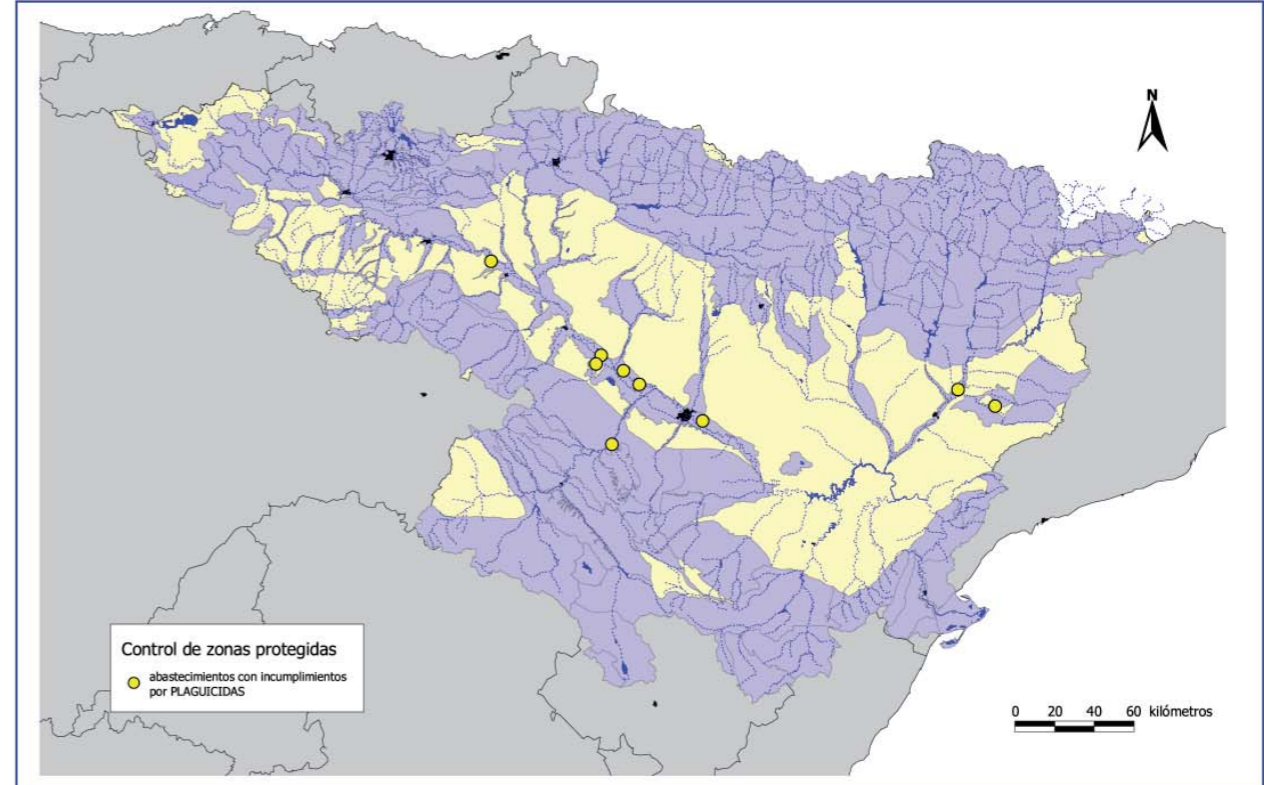 N
Control de zonas protegidas
abastecimientos con incumplimientos
por PLAGUICIDAS
0 20 40 60 kilómetros